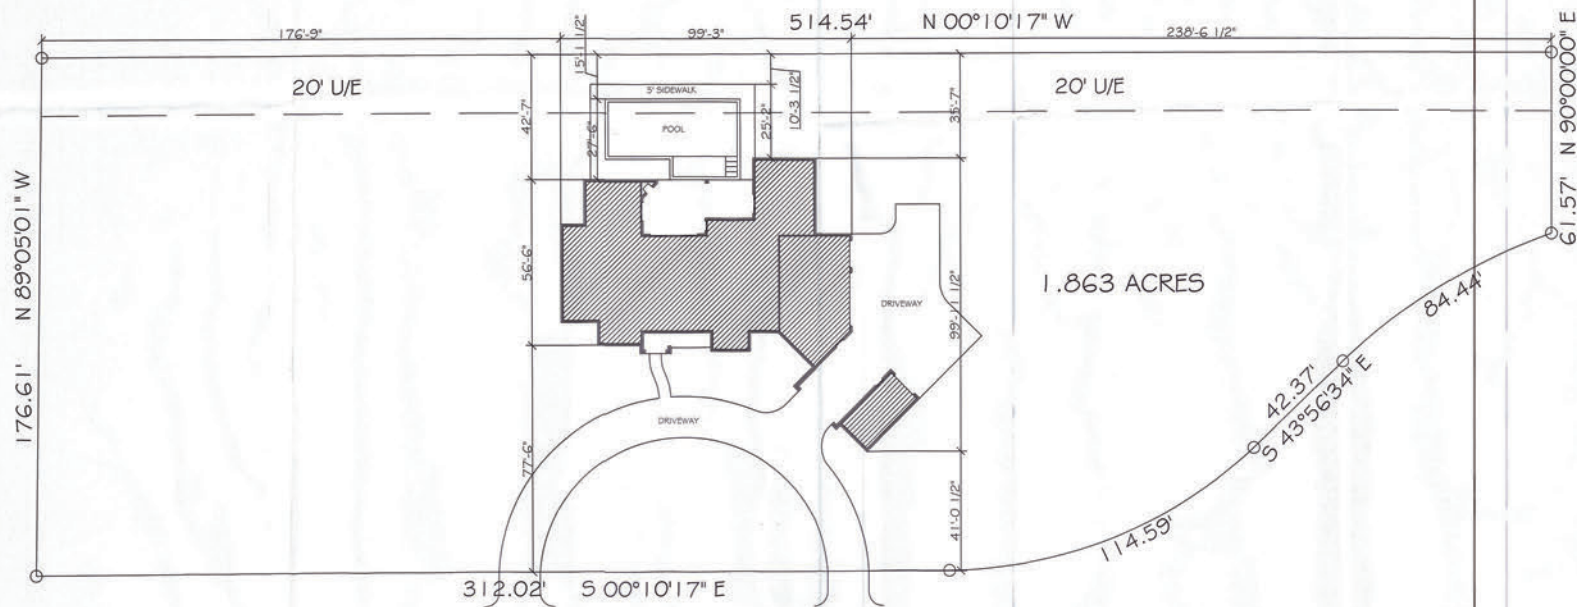 514.54' N 00°10'17" W
176'-9"
99'-3"
238'-6 1/2"
15'-1 1/2"
20' U/E
20' U/E
N 90°00'00" E
61.57'
5' SIDEWALK
POOL
42'-7"
27'-6"
25'-2"
10'-3 1/2"
35'-7"
N 89°05'01" W
176.61'
56'-6"
99'-11 1/2"
DRIVEWAY
1.863 ACRES
84.44'
42.37'
S 43°56'34" E
DRIVEWAY
77'-6"
41'-0 1/2"
114.59'
312.02' S 00°10'17" E